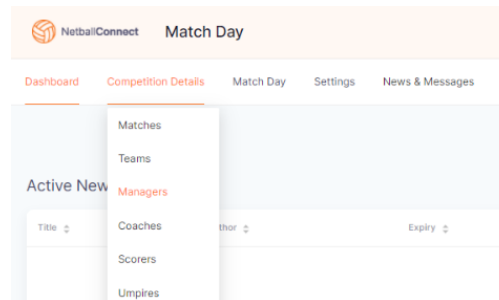 NetballConnect Match Day
Dashboard Competition Details Match Day Settings News & Messages
Matches
Teams
Active New
Managers
Title thor Expiry
Coaches
Scorers
Umpires